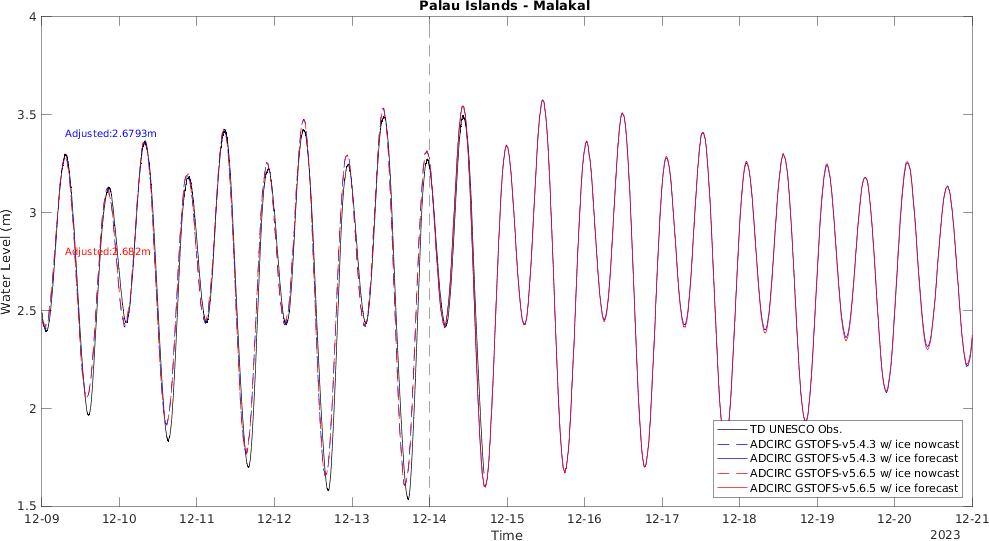 Palau Islands - Malakal
4
3.5
3
2.5
2
1.5
Water Level (m)
Adjusted:2.6793m
Adjusted:2.682m
TD UNESCO Obs.
ADCIRC GSTOFS-v5.4.3 w/ ice nowcast
ADCIRC GSTOFS-v5.4.3 w/ ice forecast
ADCIRC GSTOFS-v5.6.5 w/ ice nowcast
ADCIRC GSTOFS-v5.6.5 w/ ice forecast
12-09 12-10 12-11 12-12 12-13 12-14 12-15 12-16 12-17 12-18 12-19 12-20 12-21
Time
2023